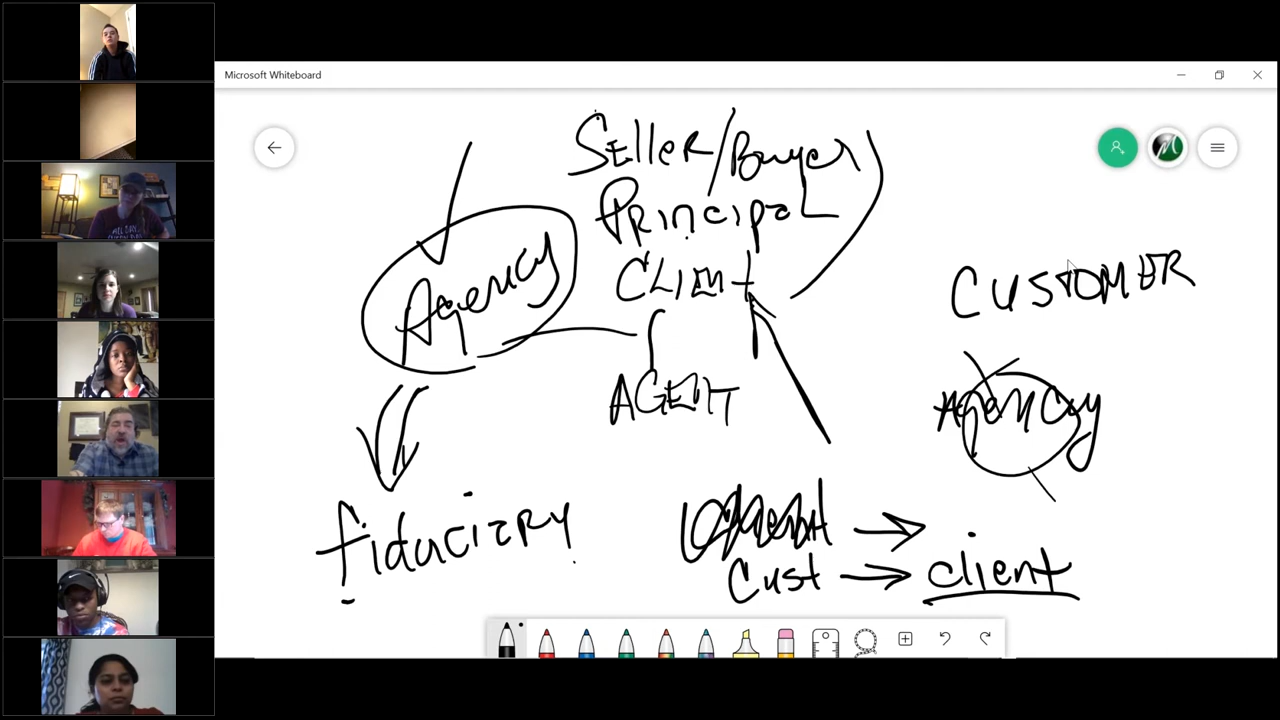 Microsoft Whiteboard
Seller/Buyer
Principal
Client
Agency
AGENT
CUSTOMER
Agency
fiduciary
Cust → client